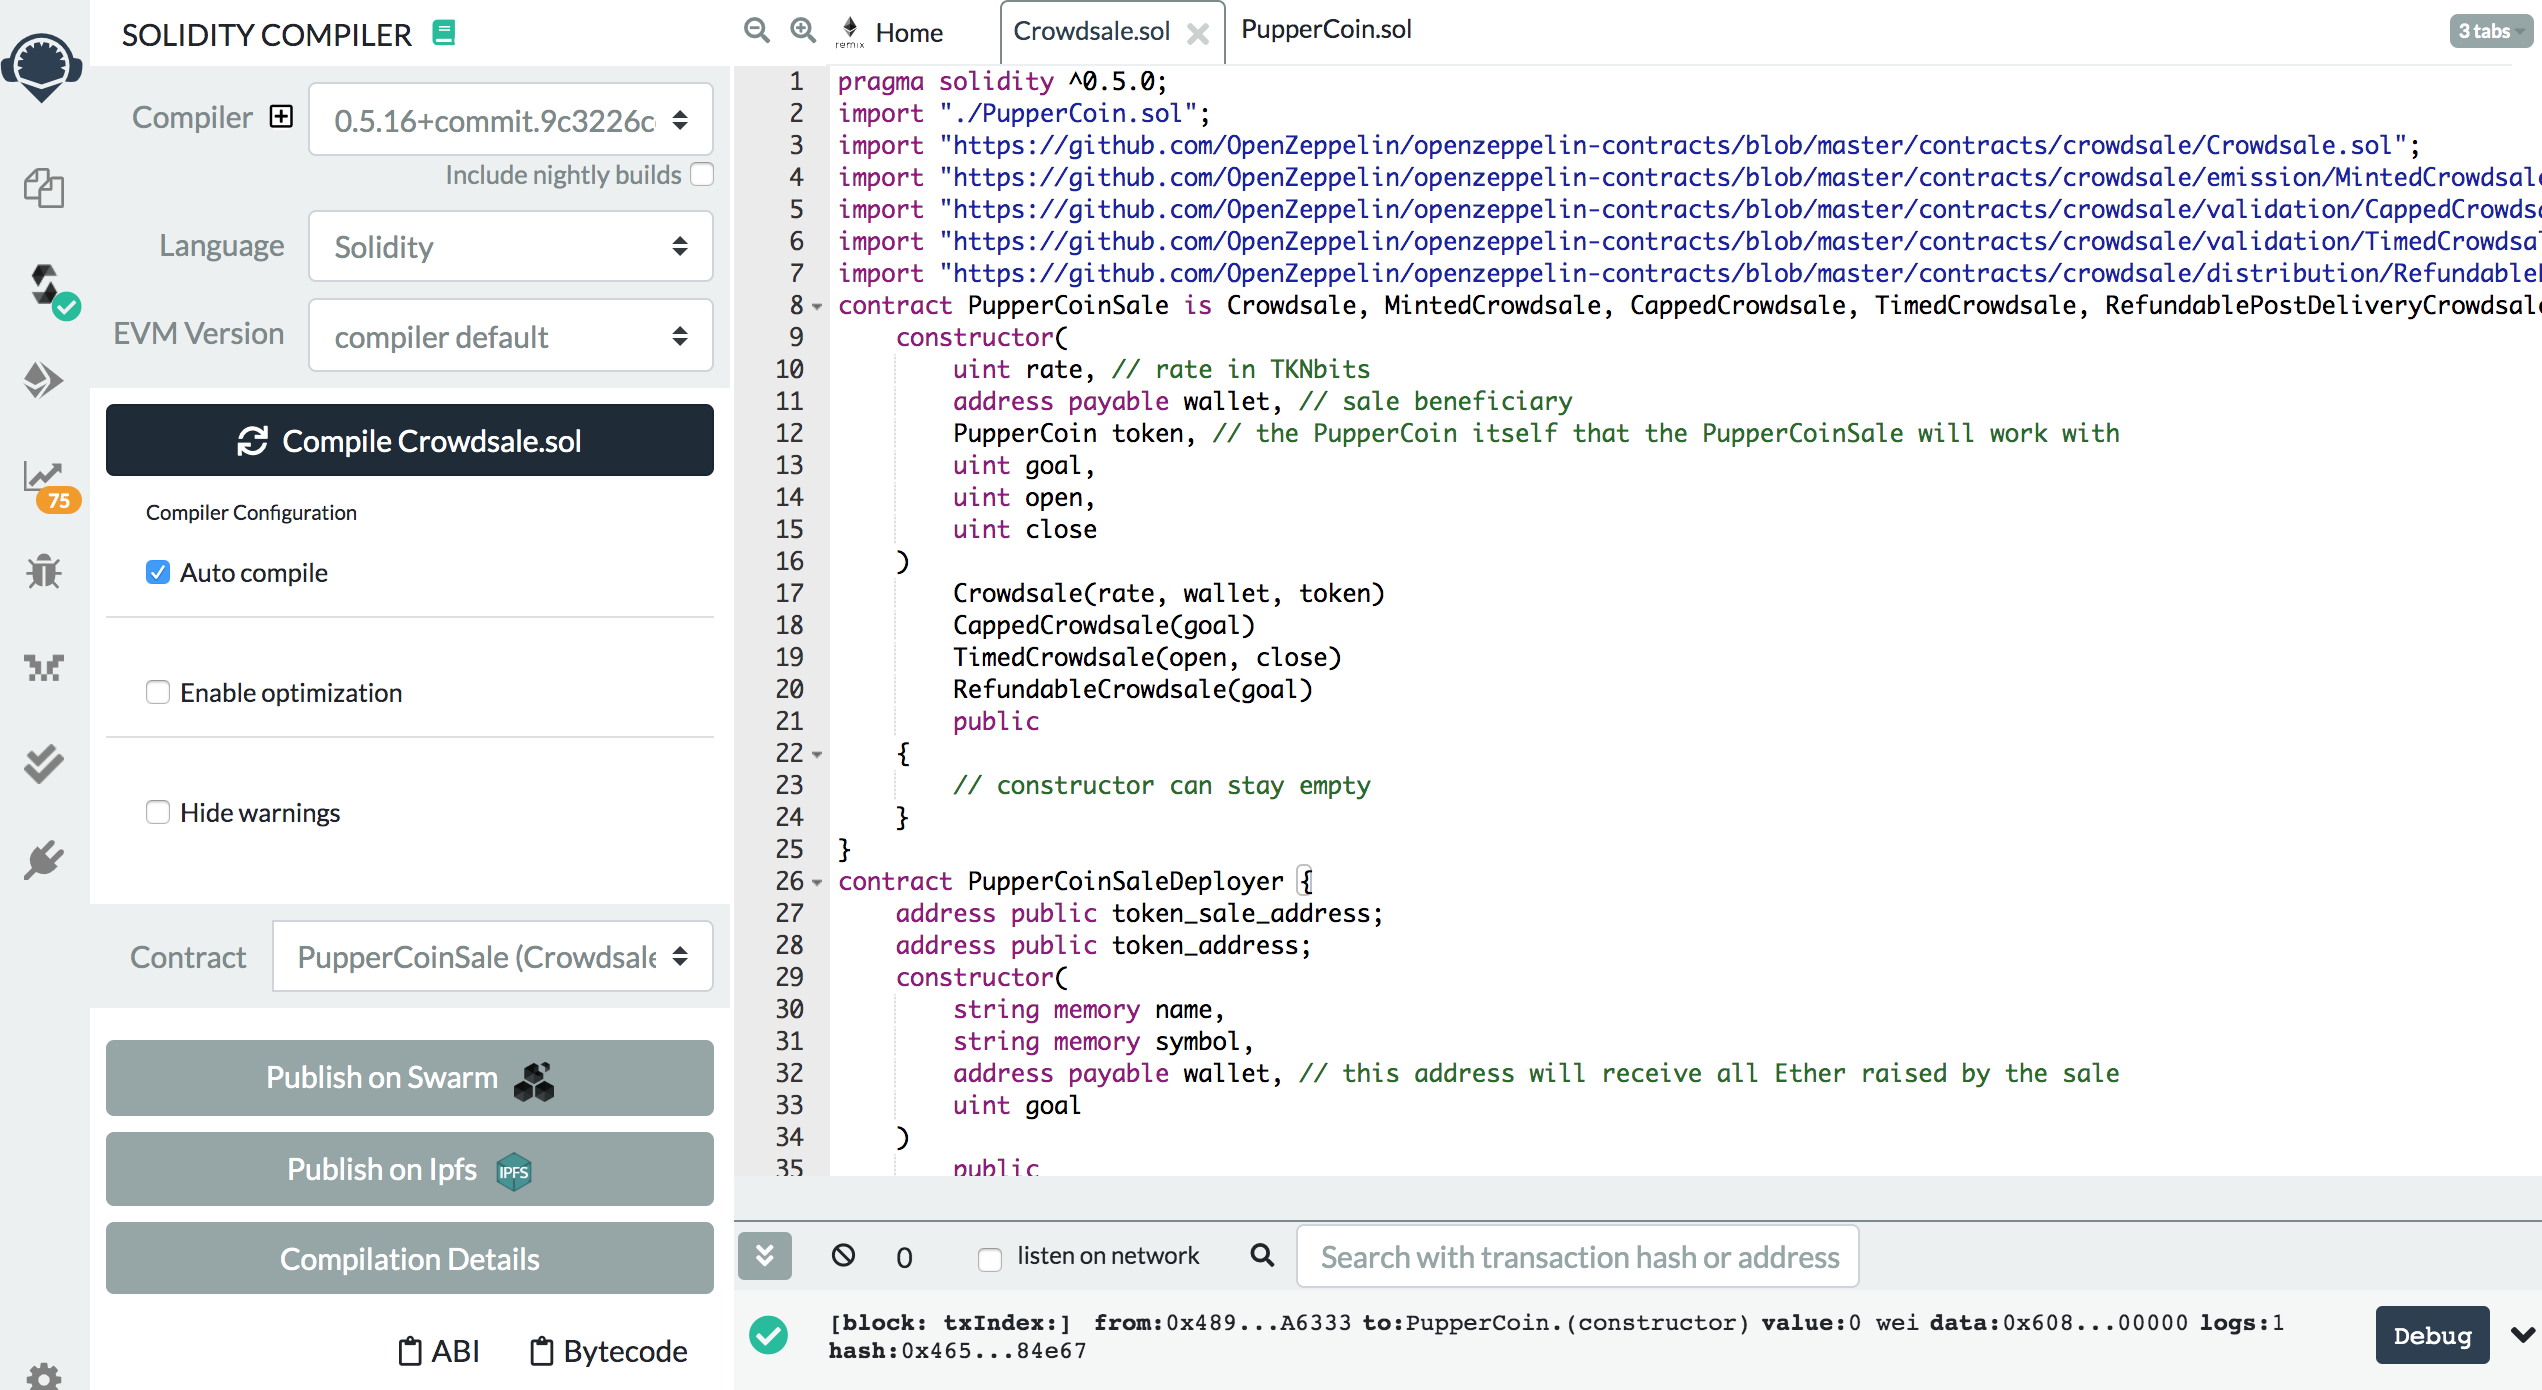 SOLIDITY COMPILER
Compiler
0.5.16+commit.9c3226c
Include nightly builds
Language
Solidity
EVM Version
compiler default
Compile Crowdsale.sol
75
Compiler Configuration
Auto compile
Enable optimization
Hide warnings
Contract
PupperCoinSale (Crowdsale
Publish on Swarm
Publish on Ipfs
IPFS
Compilation Details
ABI
Bytecode
remix
Home
Crowdsale.sol
PupperCoin.sol
3 tabs
1 pragma solidity ^0.5.0;
2 import "./PupperCoin.sol";
3 import "https://github.com/OpenZeppelin/openzeppelin-contracts/blob/master/contracts/crowdsale/Crowdsale.sol";
4 import "https://github.com/OpenZeppelin/openzeppelin-contracts/blob/master/contracts/crowdsale/emission/MintedCrowdsale
5 import "https://github.com/OpenZeppelin/openzeppelin-contracts/blob/master/contracts/crowdsale/validation/CappedCrowdsa
6 import "https://github.com/OpenZeppelin/openzeppelin-contracts/blob/master/contracts/crowdsale/validation/TimedCrowdsal
7 import "https://github.com/OpenZeppelin/openzeppelin-contracts/blob/master/contracts/crowdsale/distribution/Refundable
8 contract PupperCoinSale is Crowdsale, MintedCrowdsale, CappedCrowdsale, TimedCrowdsale, RefundablePostDeliveryCrowdsale
9 constructor(
10 uint rate, // rate in TKNbits
11 address payable wallet, // sale beneficiary
12 PupperCoin token, // the PupperCoin itself that the PupperCoinSale will work with
13 uint goal,
14 uint open,
15 uint close
16 )
17 Crowdsale(rate, wallet, token)
18 CappedCrowdsale(goal)
19 TimedCrowdsale(open, close)
20 RefundableCrowdsale(goal)
21 public
22 {
23 // constructor can stay empty
24 }
25 }
26 contract PupperCoinSaleDeployer {
27 address public token_sale_address;
28 address public token_address;
29 constructor(
30 string memory name,
31 string memory symbol,
32 address payable wallet, // this address will receive all Ether raised by the sale
33 uint goal
34 )
35 public
0
listen on network
Search with transaction hash or address
[block: txIndex:] from:0x489...A6333 to:PupperCoin.(constructor) value:0 wei data:0x608...00000 logs:1
hash:0x465...84e67
Debug